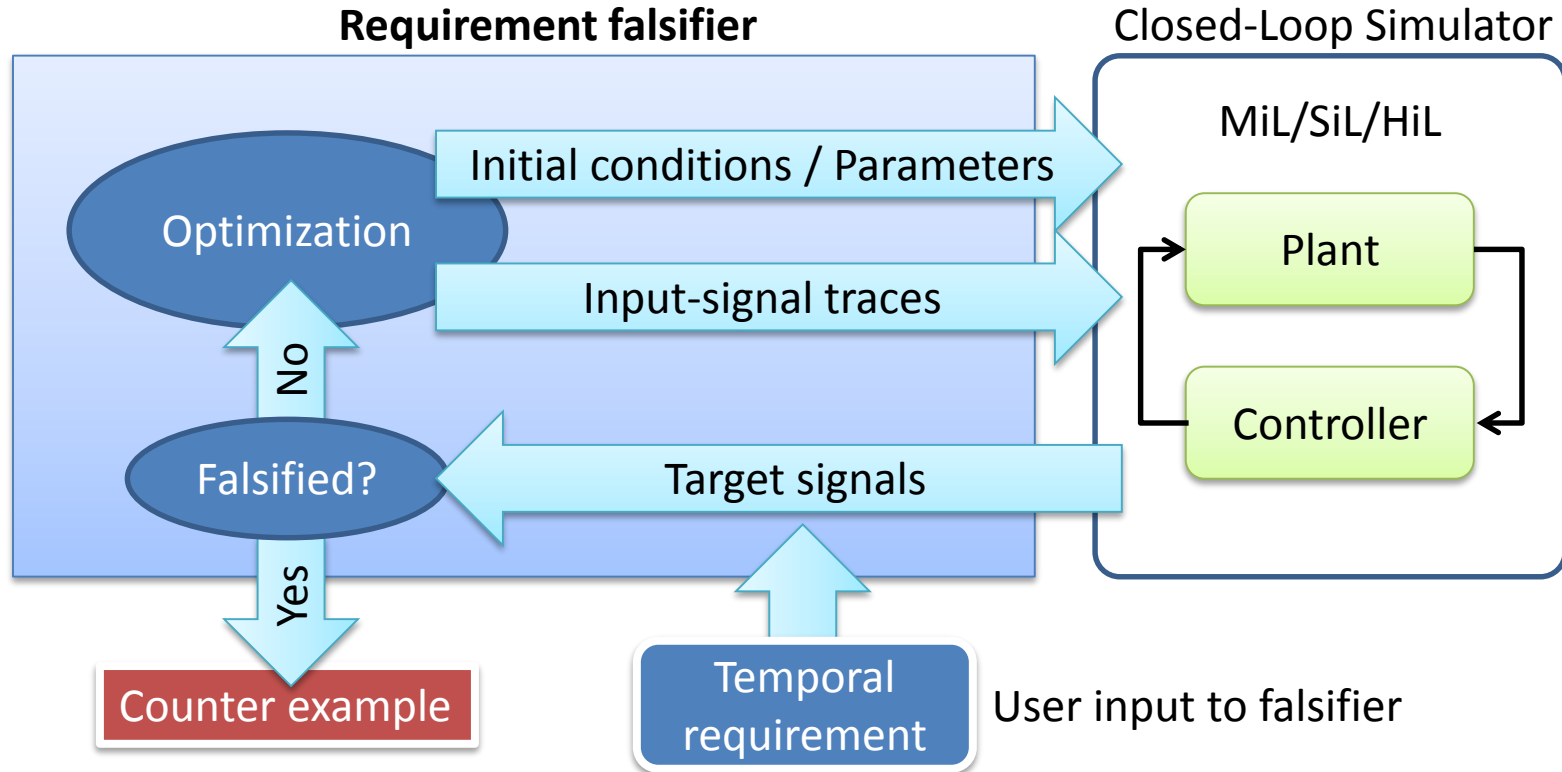 Requirement falsifier
Closed-Loop Simulator
MiL/SiL/HiL
Initial conditions / Parameters
Optimization
Plant
Input-signal traces
No
Controller
Falsified?
Target signals
Yes
Counter example
Temporal
requirement
User input to falsifier